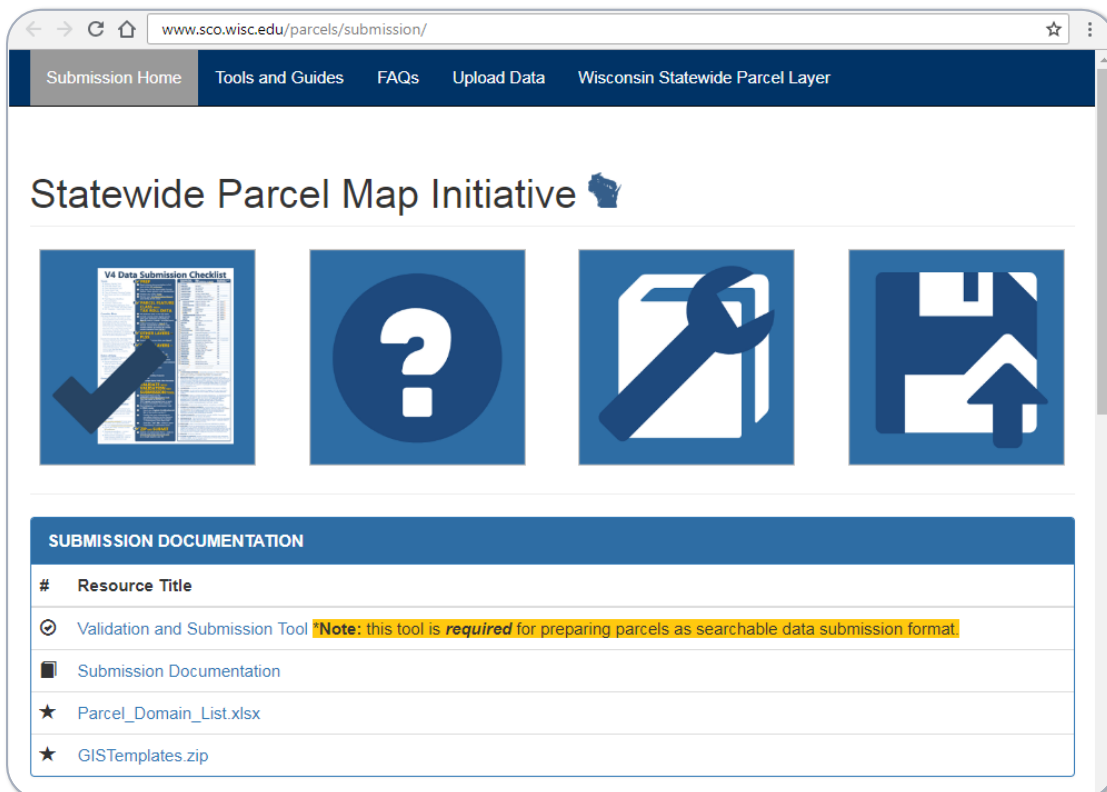 www.sco.wisc.edu/parcels/submission/
Submission Home Tools and Guides FAQs Upload Data Wisconsin Statewide Parcel Layer
Statewide Parcel Map Initiative
V4 Data Submission Checklist
?
SUBMISSION DOCUMENTATION
# Resource Title
Validation and Submission Tool *Note: this tool is required for preparing parcels as searchable data submission format.
Submission Documentation
Parcel_Domain_List.xlsx
GISTemplates.zip